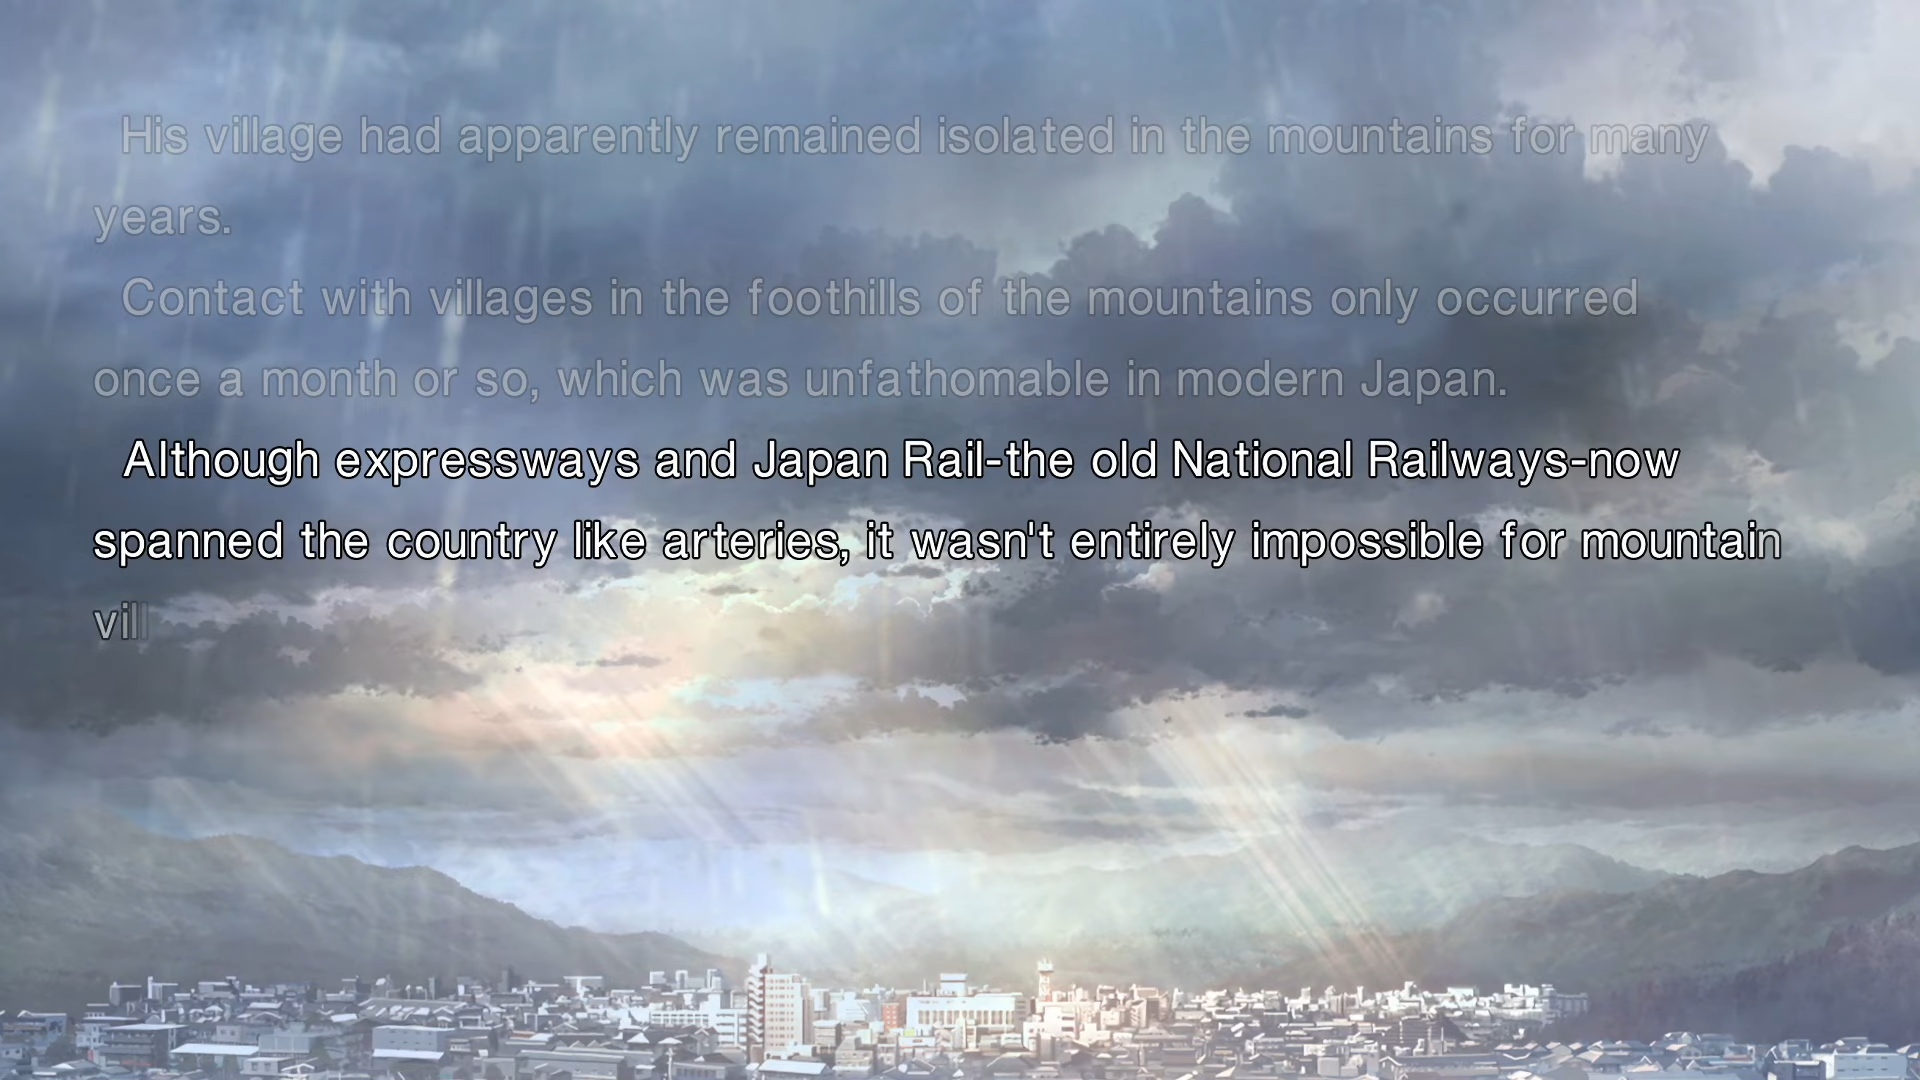 His village had apparently remained isolated in the mountains for many
years.
Contact with villages in the foothills of the mountains only occurred
once a month or so, which was unfathomable in modern Japan.
Although expressways and Japan Rail-the old National Railways-now
spanned the country like arteries, it wasn't entirely impossible for mountain
vill